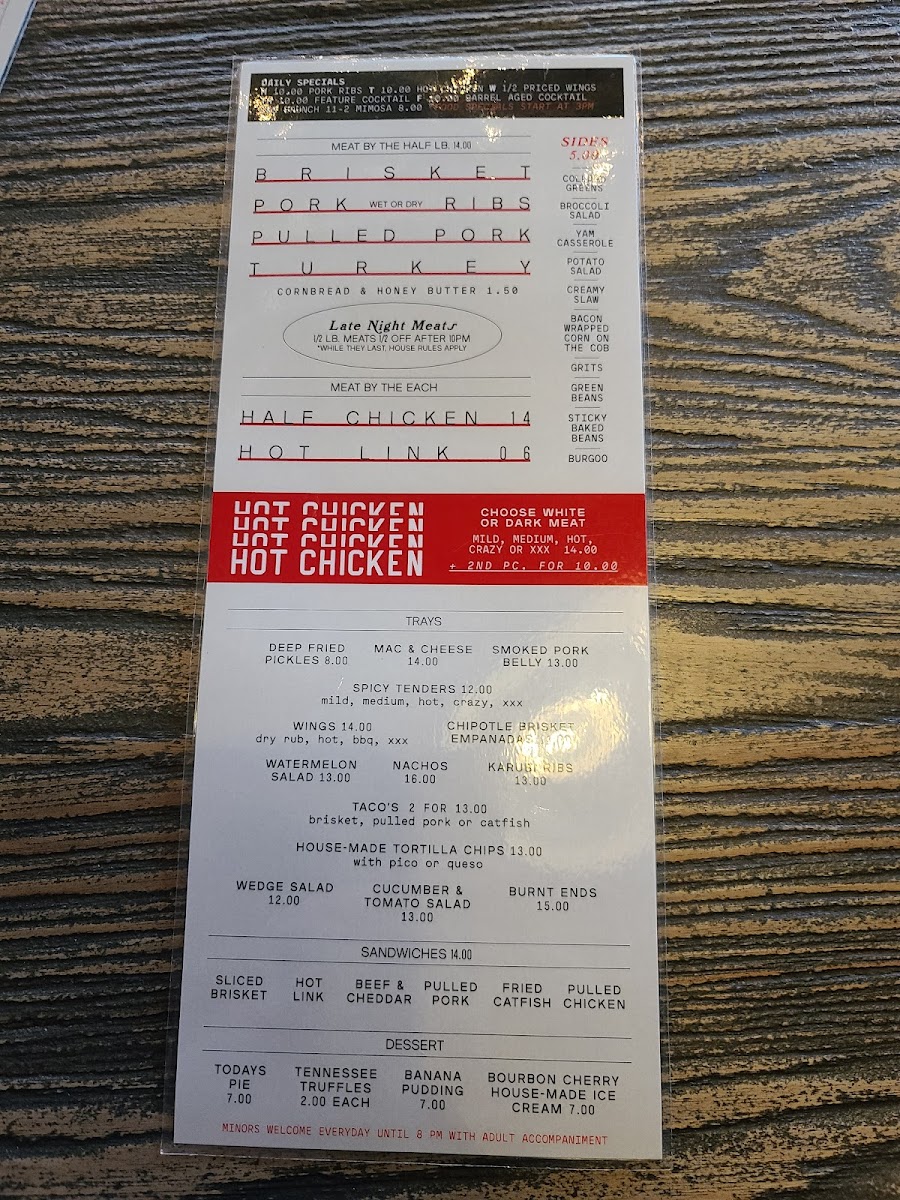 DAILY SPECIALS
M 10.00 PORK RIBS T 10.00 HOT CHICKEN W 1/2 PRICED WINGS
10.00 FEATURE COCKTAIL F 10.00 BARREL AGED COCKTAIL
BRUNCH 11-2 MIMOSA 8.00 *FOOD SPECIALS START AT 3PM
MEAT BY THE HALF LB. 14.00
BRISKET
PORK WET OR DRY RIBS
PULLED PORK
TURKEY
CORNBREAD & HONEY BUTTER 1.50
Late Night Meats
1/2 LB. MEATS 1/2 OFF AFTER 10PM
*WHILE THEY LAST, HOUSE RULES APPLY
MEAT BY THE EACH
HALF CHICKEN 14
HOT LINK 06
SIDES
5.00
COLLARD
GREENS
BROCCOLI
SALAD
YAM
CASSEROLE
POTATO
SALAD
CREAMY
SLAW
BACON
WRAPPED
CORN ON
THE COB
GRITS
GREEN
BEANS
STICKY
BAKED
BEANS
BURGOO
HOT CHICKEN
HOT CHICKEN
HOT CHICKEN
HOT CHICKEN
CHOOSE WHITE
OR DARK MEAT
MILD, MEDIUM, HOT,
CRAZY OR XXX 14.00
+ 2ND PC. FOR 10.00
TRAYS
DEEP FRIED
PICKLES 8.00
MAC & CHEESE
14.00
SMOKED PORK
BELLY 13.00
SPICY TENDERS 12.00
mild, medium, hot, crazy, xxx
WINGS 14.00
dry rub, hot, bbq, xxx
CHIPOTLE BRISKET
EMPANADAS
WATERMELON
SALAD 13.00
NACHOS
16.00
KARUBI RIBS
13.00
TACO'S 2 FOR 13.00
brisket, pulled pork or catfish
HOUSE-MADE TORTILLA CHIPS 13.00
with pico or queso
WEDGE SALAD
12.00
CUCUMBER &
TOMATO SALAD
13.00
BURNT ENDS
15.00
SANDWICHES 14.00
SLICED
BRISKET
HOT
LINK
BEEF &
CHEDDAR
PULLED
PORK
FRIED
CATFISH
PULLED
CHICKEN
DESSERT
TODAYS
PIE
7.00
TENNESSEE
TRUFFLES
2.00 EACH
BANANA
PUDDING
7.00
BOURBON CHERRY
HOUSE-MADE ICE
CREAM 7.00
MINORS WELCOME EVERYDAY UNTIL 8 PM WITH ADULT ACCOMPANIMENT